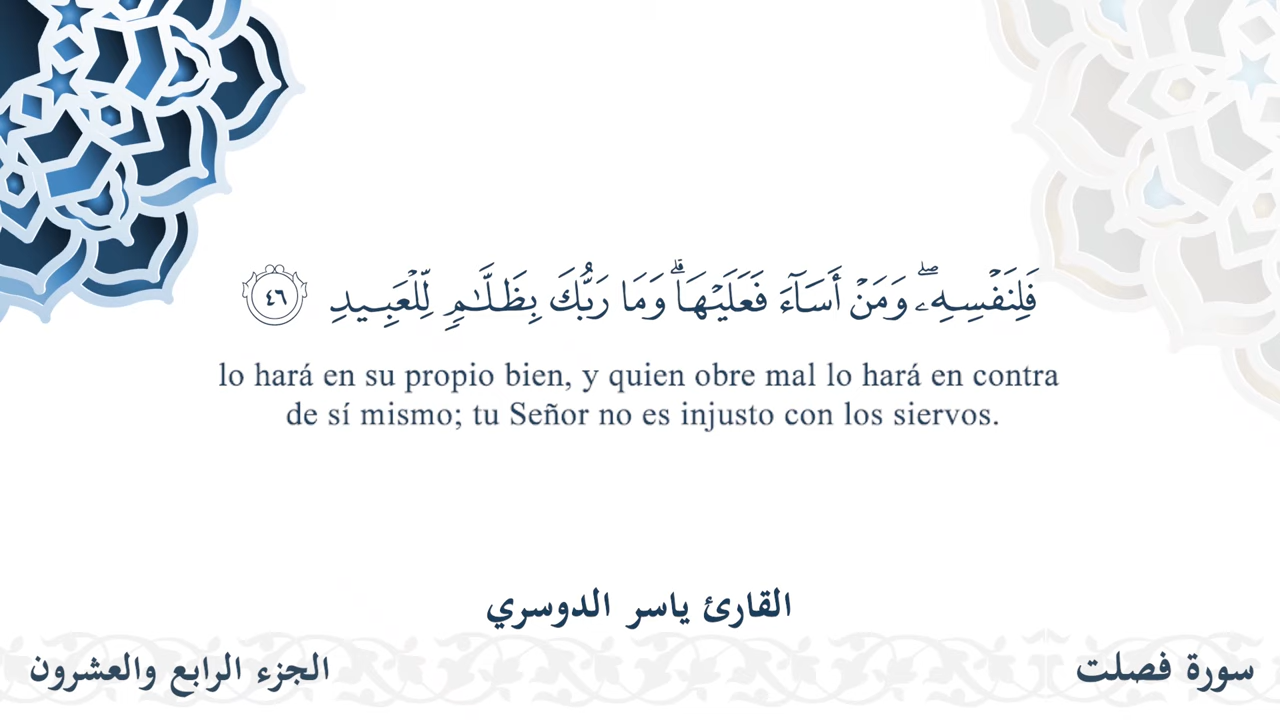 فَلِنَفۡسِهِۦۖ وَمَنۡ أَسَآءَ فَعَلَيۡهَاۗ وَمَا رَبُّكَ بِظَلَّـٰمٖ لِّلۡعَبِيدِ ٤٦
lo hará en su propio bien, y quien obre mal lo hará en contra
de sí mismo; tu Señor no es injusto con los siervos.
القارئ ياسر الدوسري
سورة فصلت
الجزء الرابع والعشرون